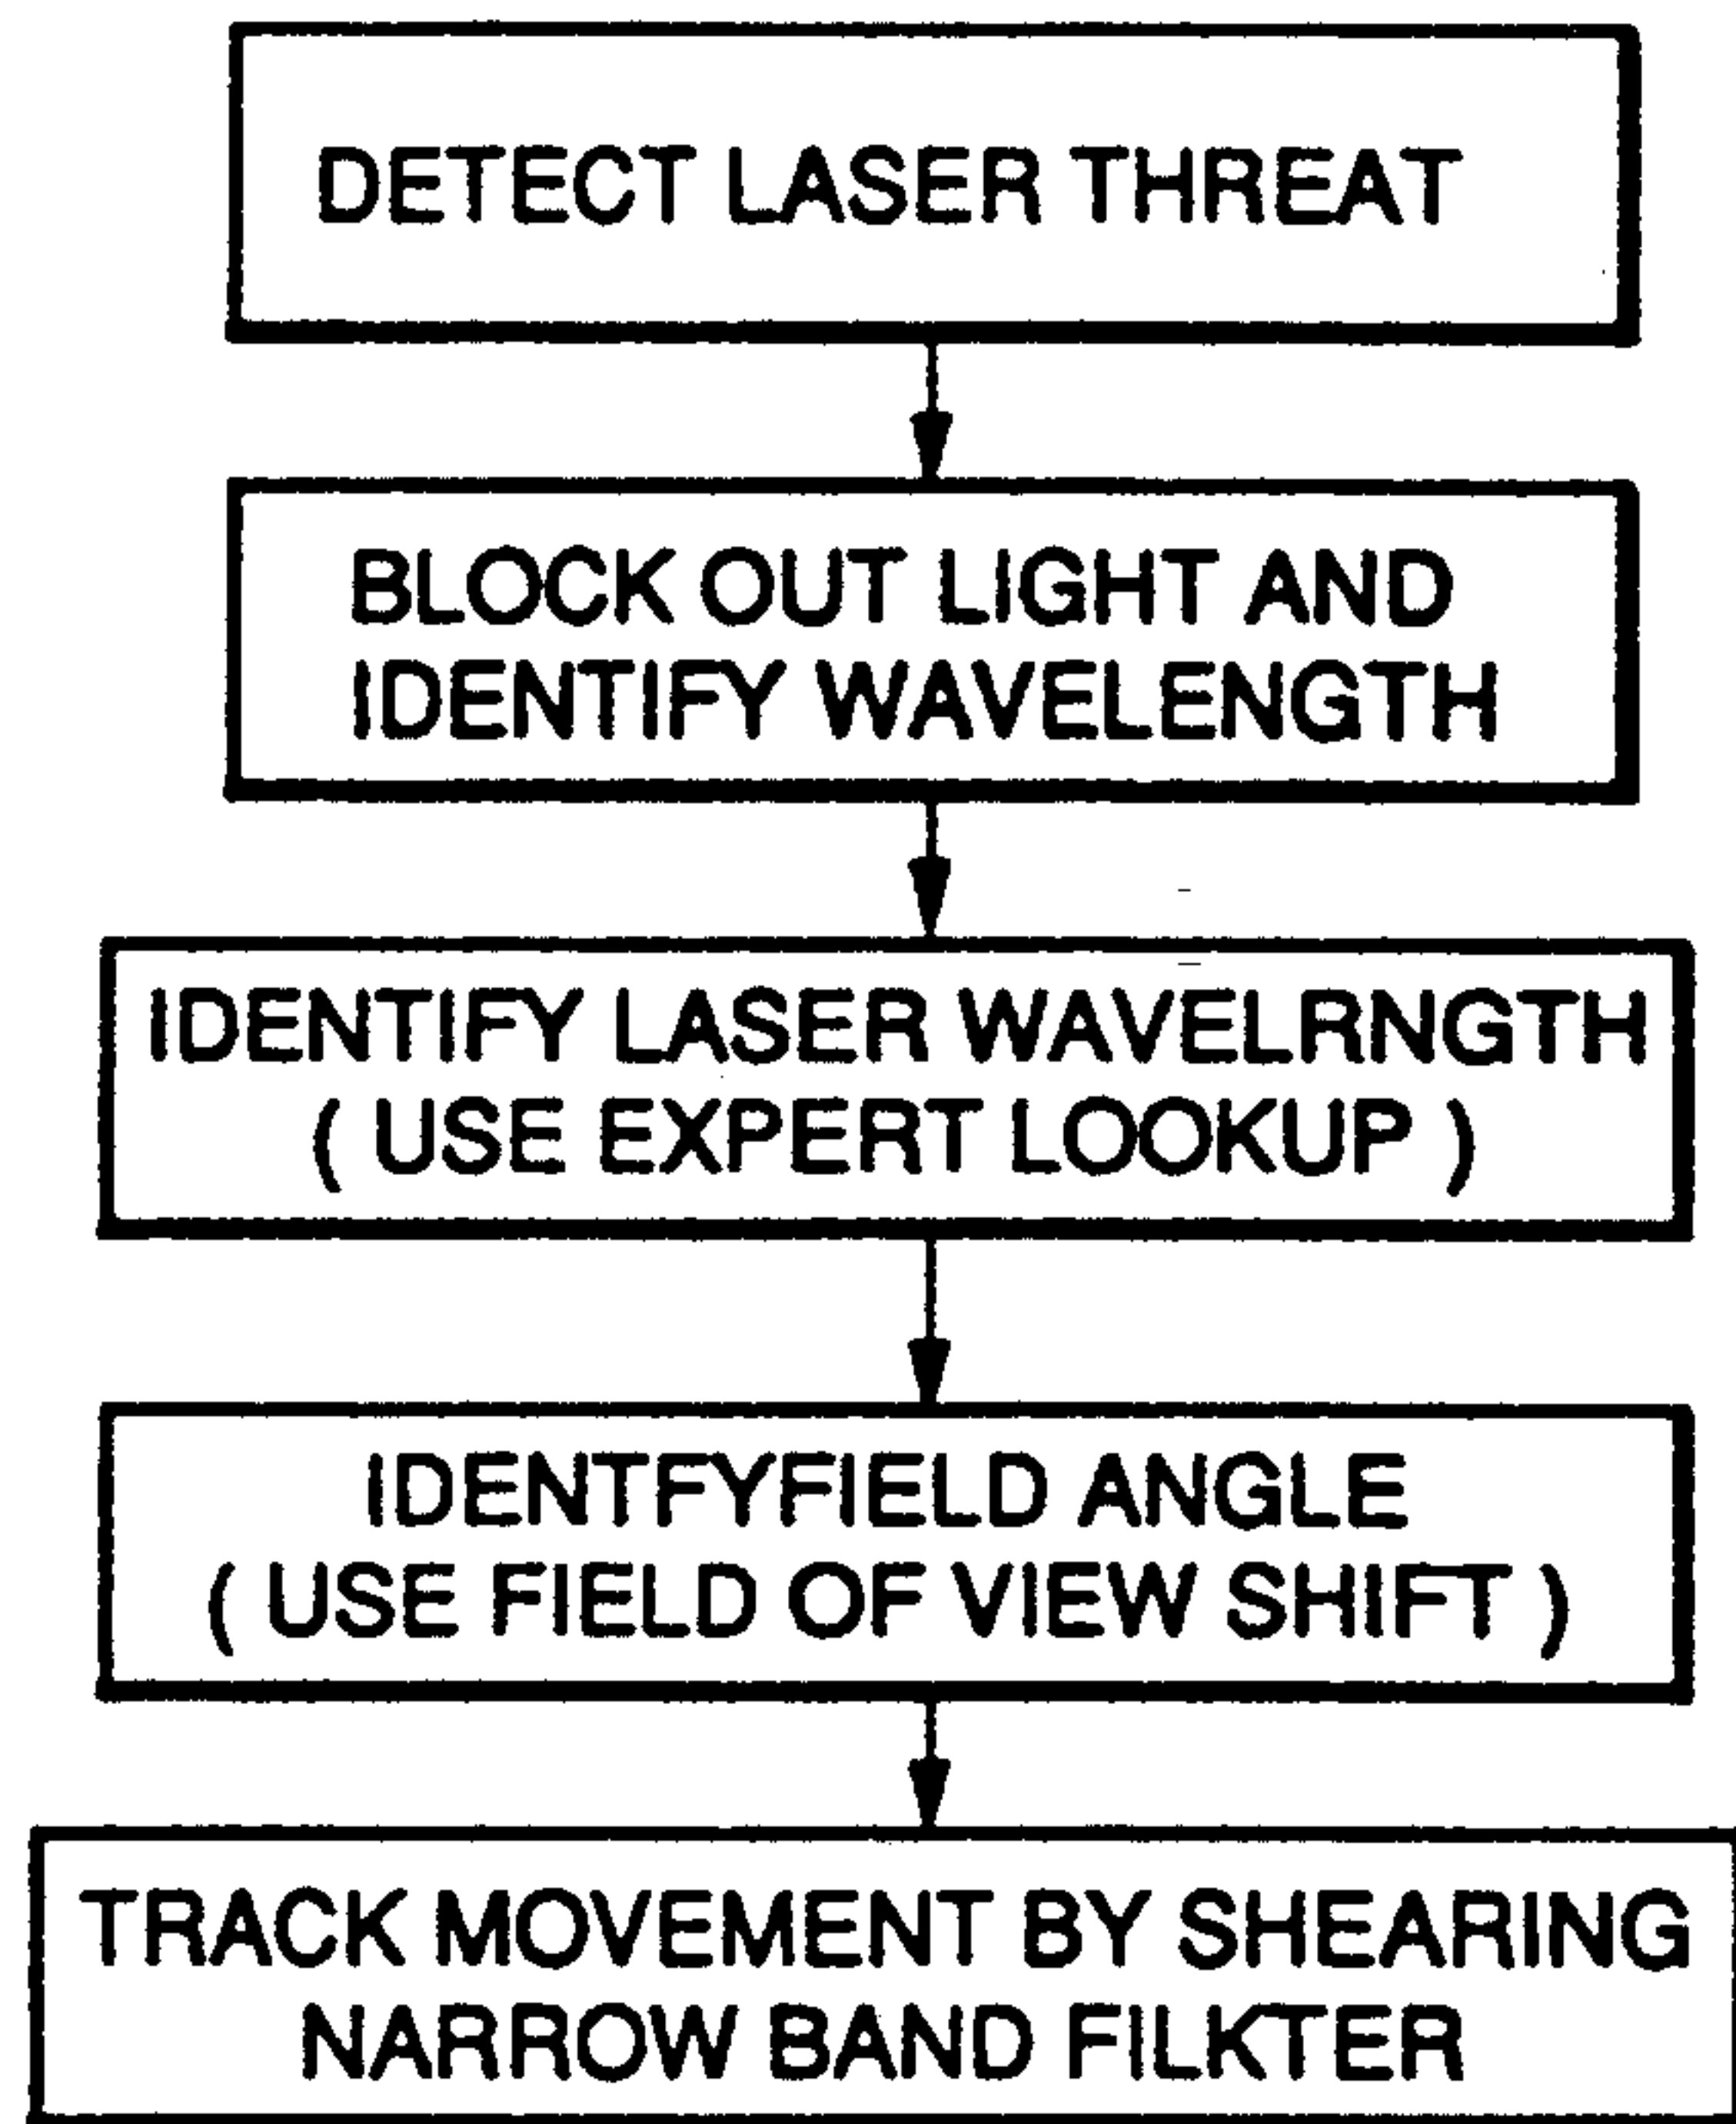 DETECT LASER THREAT
BLOCK OUT LIGHT AND
IDENTIFY WAVELENGTH
IDENTIFY LASER WAVELRNGTH
( USE EXPERT LOOKUP )
IDENTFYFIELD ANGLE
( USE FIELD OF VIEW SHIFT )
TRACK MOVEMENT BY SHEARING
NARROW BAND FILKTER